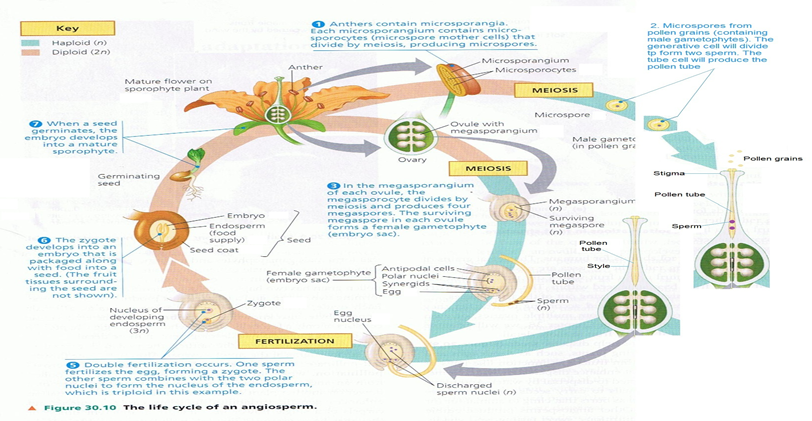 Key
Haploid (n)
Diploid (2n)
1 Anthers contain microsporangia.
Each microsporangium contains micro-
sporocytes (microspore mother cells) that
divide by meiosis, producing microspores.
2. Microspores from
pollen grains (containing
male gametophytes). The
generative cell will divide
tp form two sperm. The
tube cell will produce the
pollen tube
Anther
Mature flower on
sporophyte plant
Microsporangium
Microsporocytes
MEIOSIS
Microspore
Male gameto
(in pollen gra
Pollen grains
Stigma
Pollen tube
Sperm
7 When a seed
germinates, the
embryo develops
into a mature
sporophyte.
Ovule with
megasporangium
Ovary
MEIOSIS
Germinating
seed
3 In the megasporangium
of each ovule, the
megasporocyte divides by
meiosis and produces four
megaspores. The surviving
megaspore in each ovule
forms a female gametophyte
(embryo sac).
Megasporangium
(n)
Surviving
megaspore
(n)
Embryo
Endosperm
(food
supply)
Seed coat
Seed
Pollen
tube
Style
6 The zygote
develops into an
embryo that is
packaged along
with food into a
seed. (The fruit
tissues surround-
ing the seed are
not shown).
Female gametophyte
(embryo sac)
Antipodal cells
Polar nuclei
Synergids
Egg
Pollen
tube
Sperm
(n)
Zygote
Nucleus of
developing
endosperm
(3n)
Egg
nucleus
FERTILIZATION
5 Double fertilization occurs. One sperm
fertilizes the egg, forming a zygote. The
other sperm combines with the two polar
nuclei to form the nucleus of the endosperm,
which is triploid in this example.
Discharged
sperm nuclei (n)
Figure 30.10 The life cycle of an angiosperm.